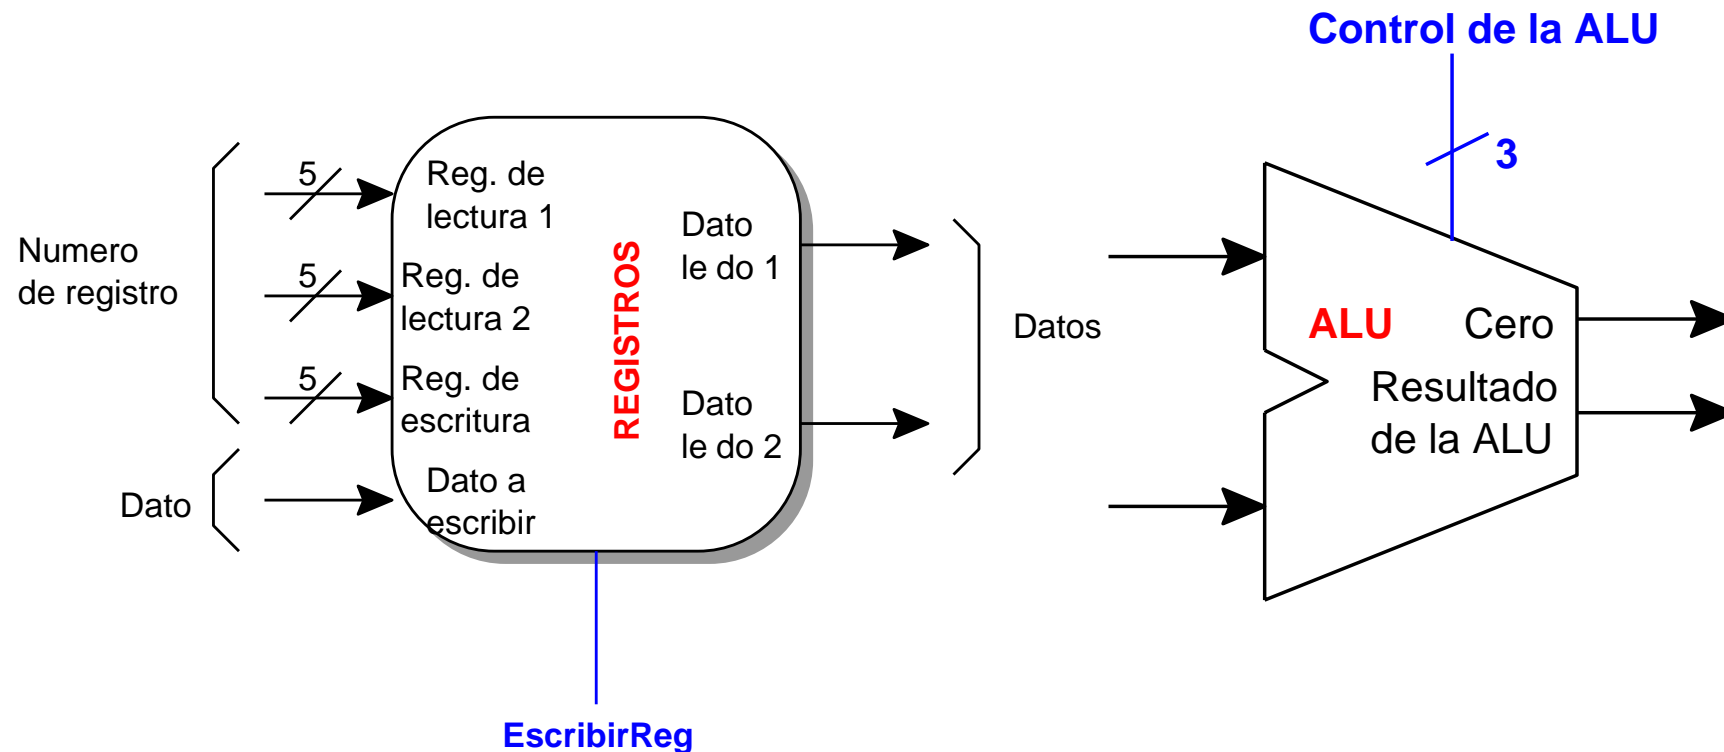 Control de la ALU
3
Numero
de registro
5
Reg. de
lectura 1
5
Reg. de
lectura 2
5
Reg. de
escritura
Dato
Dato a
escribir
REGISTROS
Dato
le do 1
Dato
le do 2
EscribirReg
Datos
ALU
Cero
Resultado
de la ALU